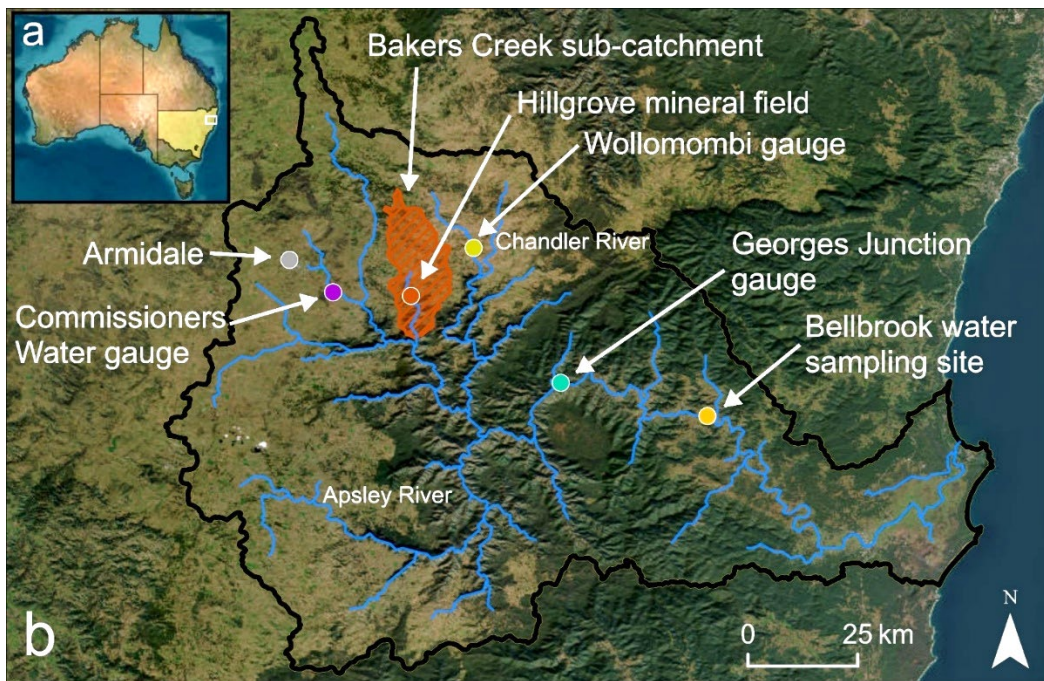 a
Bakers Creek sub-catchment
Hillgrove mineral field
Wollomombi gauge
Armidale
Chandler River
Georges Junction
gauge
Commissioners
Water gauge
Bellbrook water
sampling site
Apsley River
b
0 25 km
N